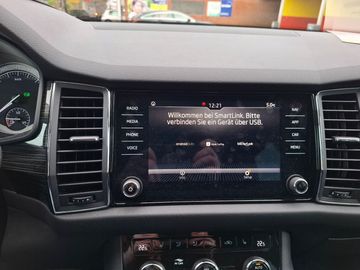 12:21
RADIO
MEDIA
PHONE
VOICE
Willkommen bei SmartLink. Bitte
verbinden Sie ein Gerät über USB.
NAV
APP
CAR
MENU